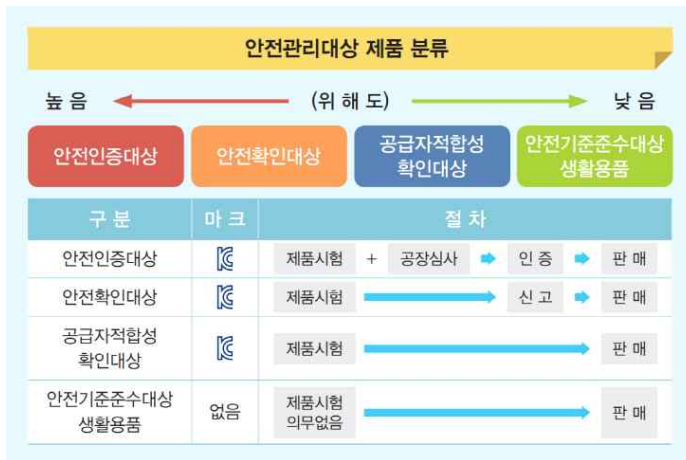 안전관리대상 제품 분류
높음 (위해도) 낮음
안전인증대상 안전확인대상 공급자적합성 확인대상 안전기준준수대상 생활용품
구분 마크 절차
안전인증대상 KC 제품시험 + 공장심사 인증 판매
안전확인대상 KC 제품시험 신고 판매
공급자적합성
확인대상 KC 제품시험 판매
안전기준준수대상
생활용품 없음 제품시험
의무없음 판매